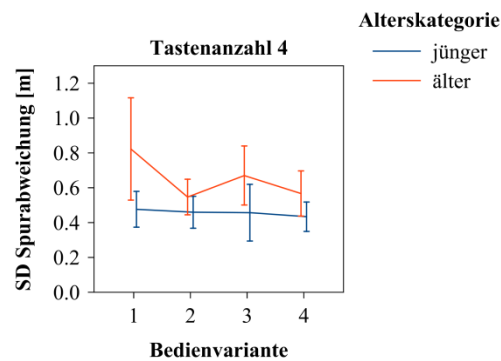 Alterskategorie
jünger
älter
Tastenanzahl 4
SD Spurabweichung [m]
1.2
1.0
0.8
0.6
0.4
0.2
0.0
1 2 3 4
Bedienvariante